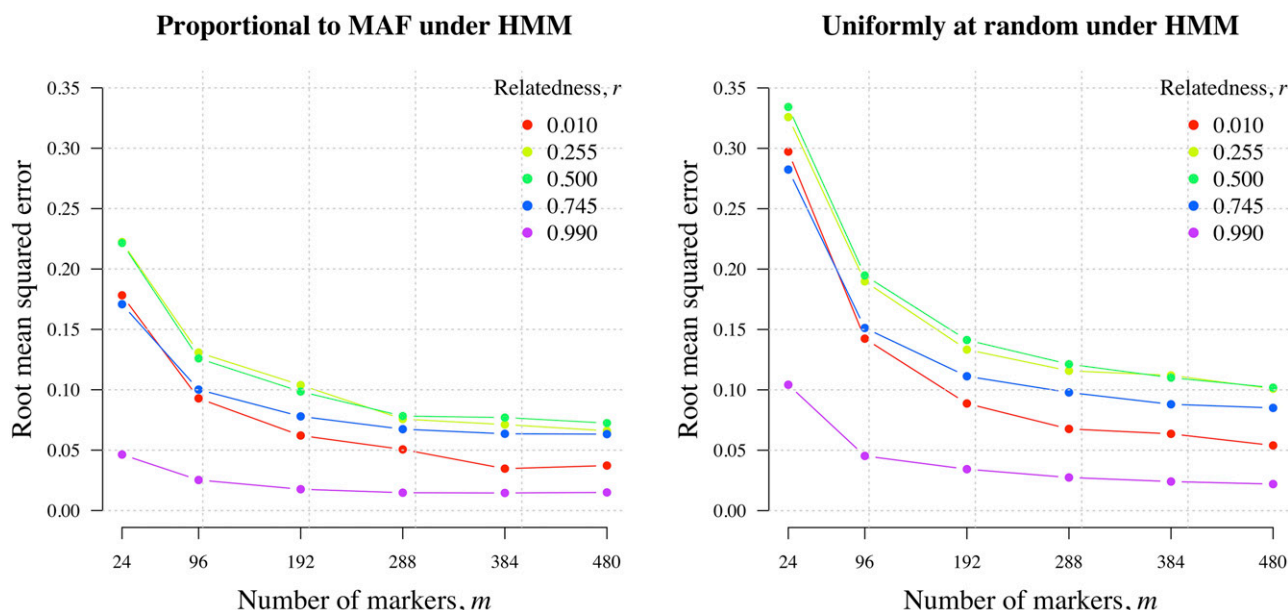 Proportional to MAF under HMM
Root mean squared error
0.35
0.30
0.25
0.20
0.15
0.10
0.05
0.00
Relatedness, r
0.010
0.255
0.500
0.745
0.990
24 96 192 288 384 480
Number of markers, m
Uniformly at random under HMM
Root mean squared error
0.35
0.30
0.25
0.20
0.15
0.10
0.05
0.00
Relatedness, r
0.010
0.255
0.500
0.745
0.990
24 96 192 288 384 480
Number of markers, m